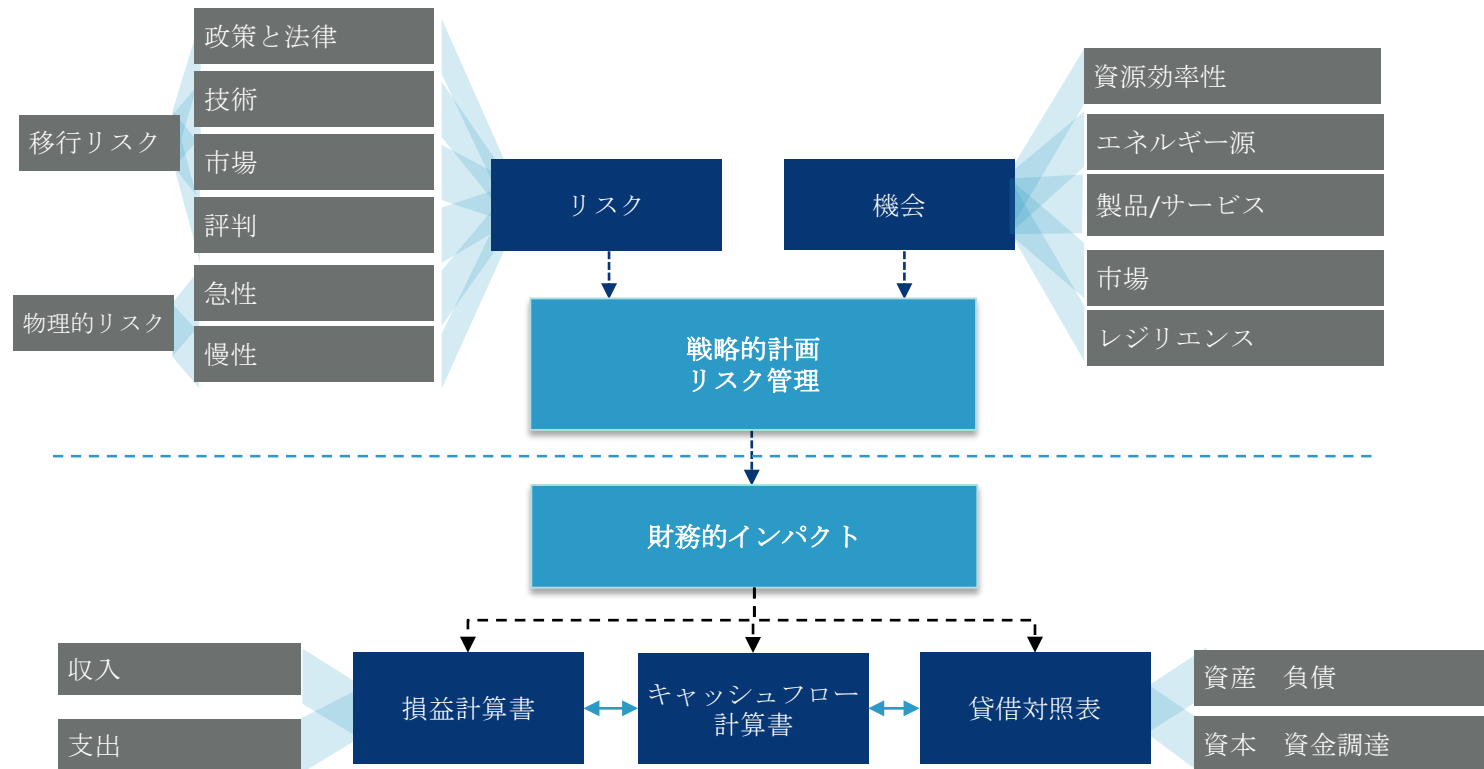 移行リスク
物理的リスク
政策と法律
技術
市場
評判
急性
慢性
リスク
機会
資源効率性
エネルギー源
製品/サービス
市場
レジリエンス
戦略的計画
リスク管理
財務的インパクト
収入
支出
損益計算書
キャッシュフロー
計算書
貸借対照表
資産　負債
資本　資金調達